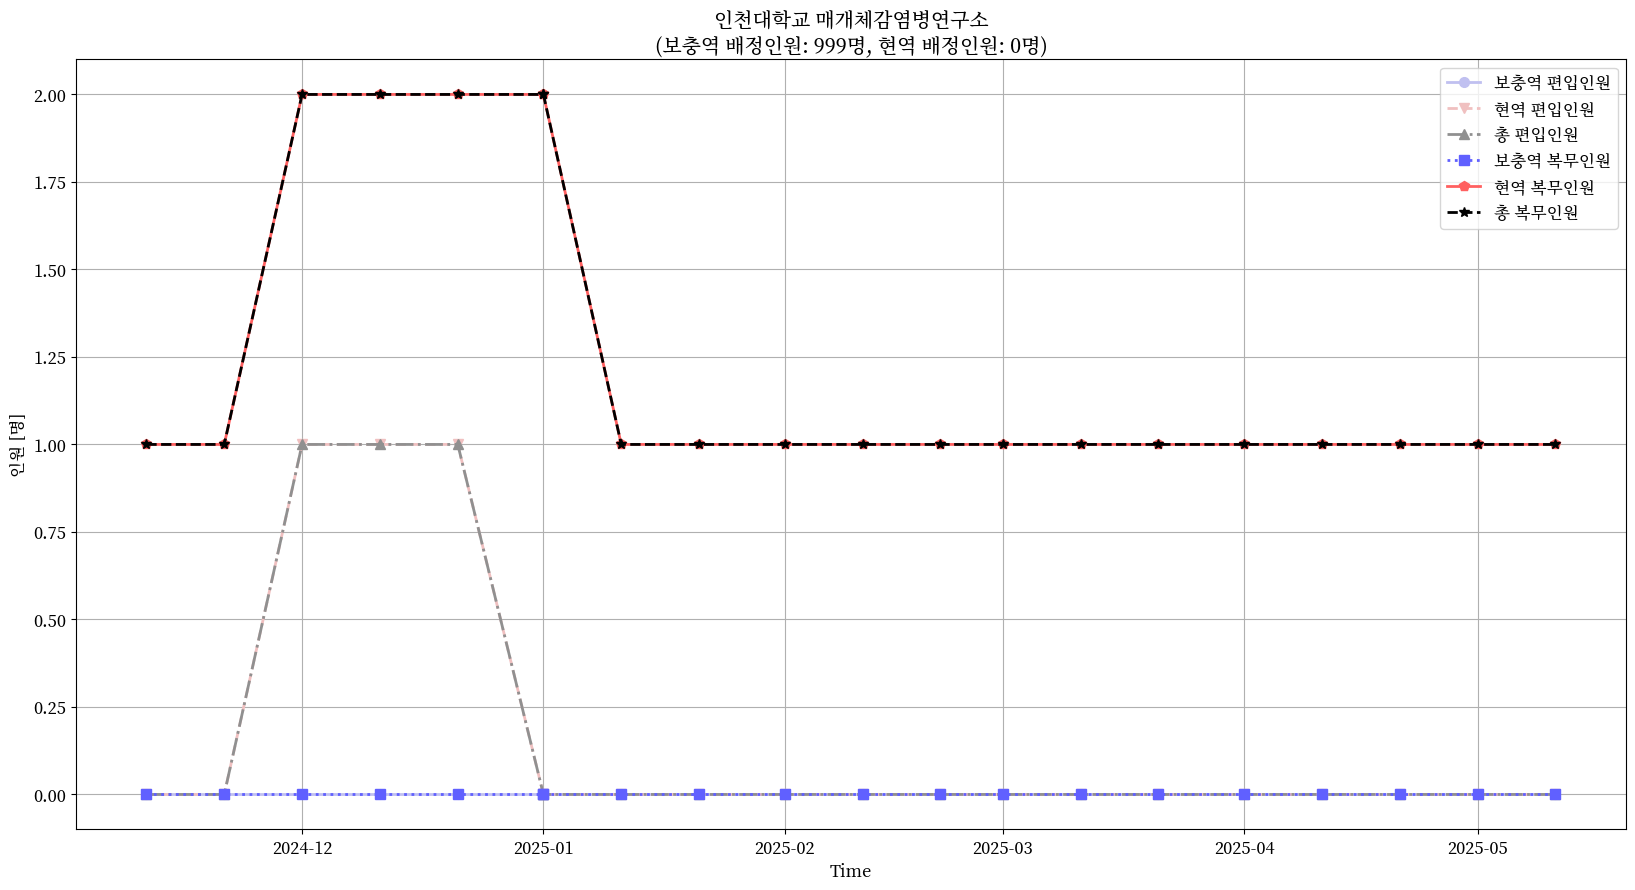 인천대학교 매개체감염병연구소
(보충역 배정인원: 999명, 현역 배정인원: 0명)
보충역 편입인원
현역 편입인원
총 편입인원
보충역 복무인원
현역 복무인원
총 복무인원
인원 [명]
2.00
1.75
1.50
1.25
1.00
0.75
0.50
0.25
0.00
2024-12
2025-01
2025-02
2025-03
2025-04
2025-05
Time